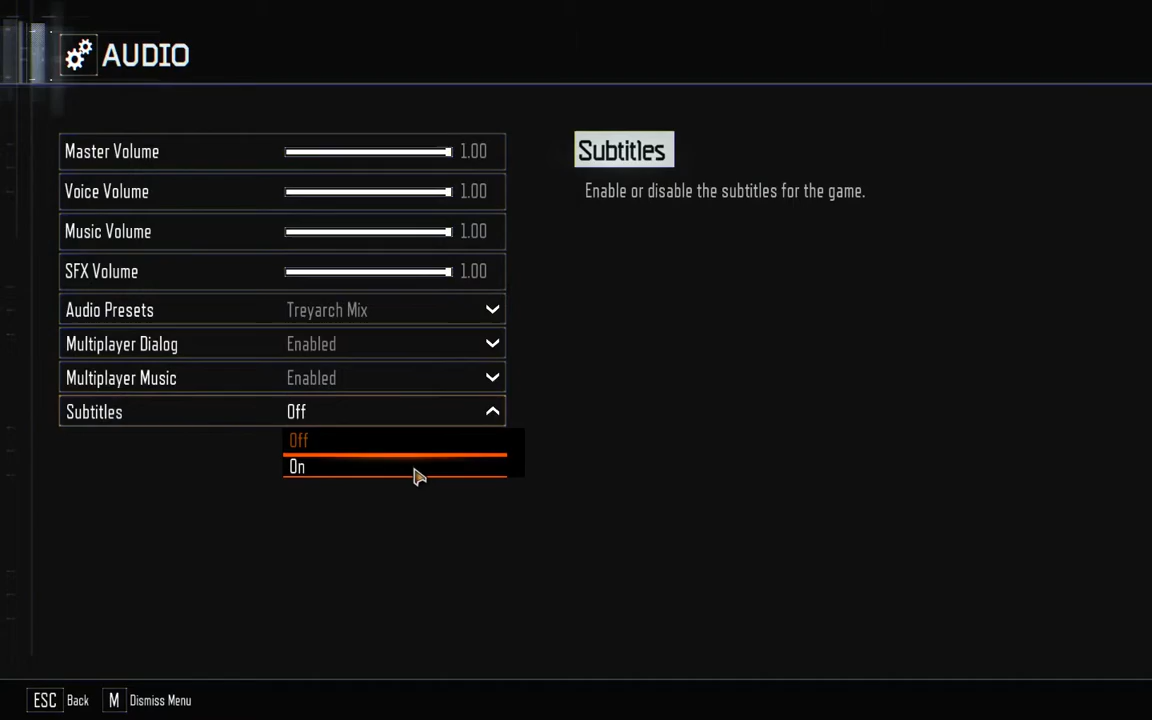 AUDIO
Master Volume 1.00
Subtitles
Voice Volume 1.00
Enable or disable the subtitles for the game.
Music Volume 1.00
SFX Volume 1.00
Audio Presets Treyarch Mix
Multiplayer Dialog Enabled
Multiplayer Music Enabled
Subtitles Off
Off
On
ESC Back M Dismiss Menu